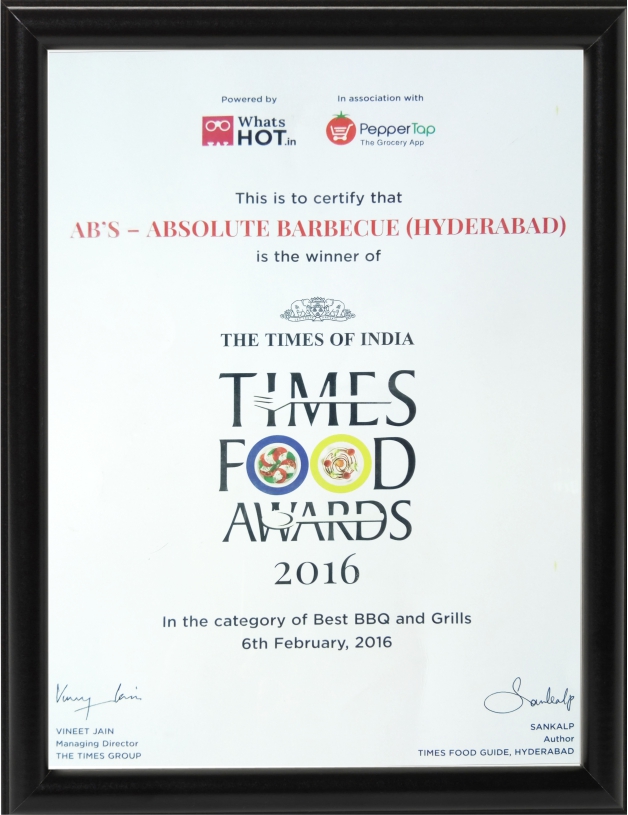 Powered by
In association with
Whats
HOT.in
PepperTap
The Grocery App
This is to certify that
AB'S – ABSOLUTE BARBECUE (HYDERABAD)
is the winner of
THE TIMES OF INDIA
TIMES
FOOD
AWARDS
2016
In the category of Best BBQ and Grills
6th February, 2016
Vineet Jain
Sankalp
VINEET JAIN
Managing Director
THE TIMES GROUP
SANKALP
Author
TIMES FOOD GUIDE, HYDERABAD